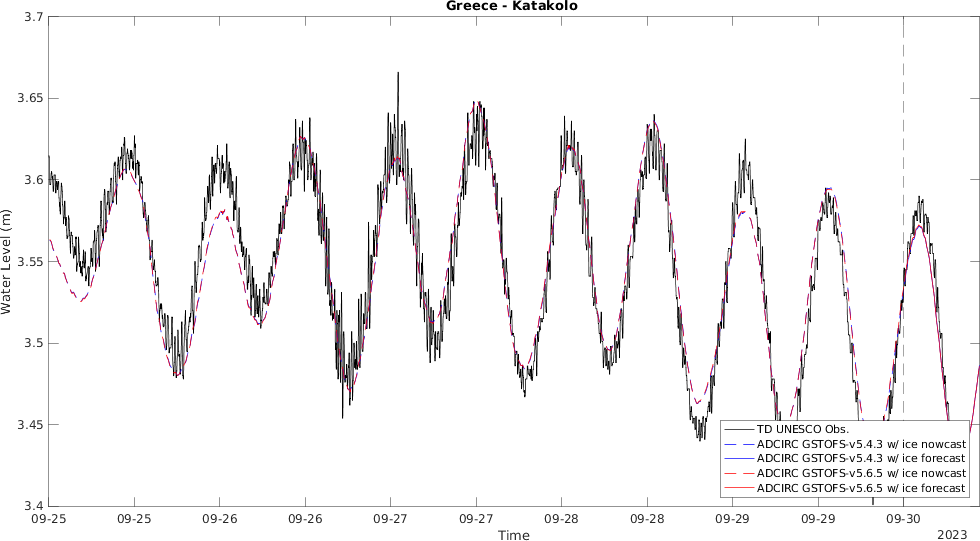 Greece - Katakolo
3.7
3.65
3.6
3.55
3.5
3.45
3.4
Water Level (m)
09-25
09-25
09-26
09-26
09-27
09-27
09-28
09-28
09-29
09-29
09-30
Time
2023
TD UNESCO Obs.
ADCIRC GSTOFS-v5.4.3 w/ ice nowcast
ADCIRC GSTOFS-v5.4.3 w/ ice forecast
ADCIRC GSTOFS-v5.6.5 w/ ice nowcast
ADCIRC GSTOFS-v5.6.5 w/ ice forecast